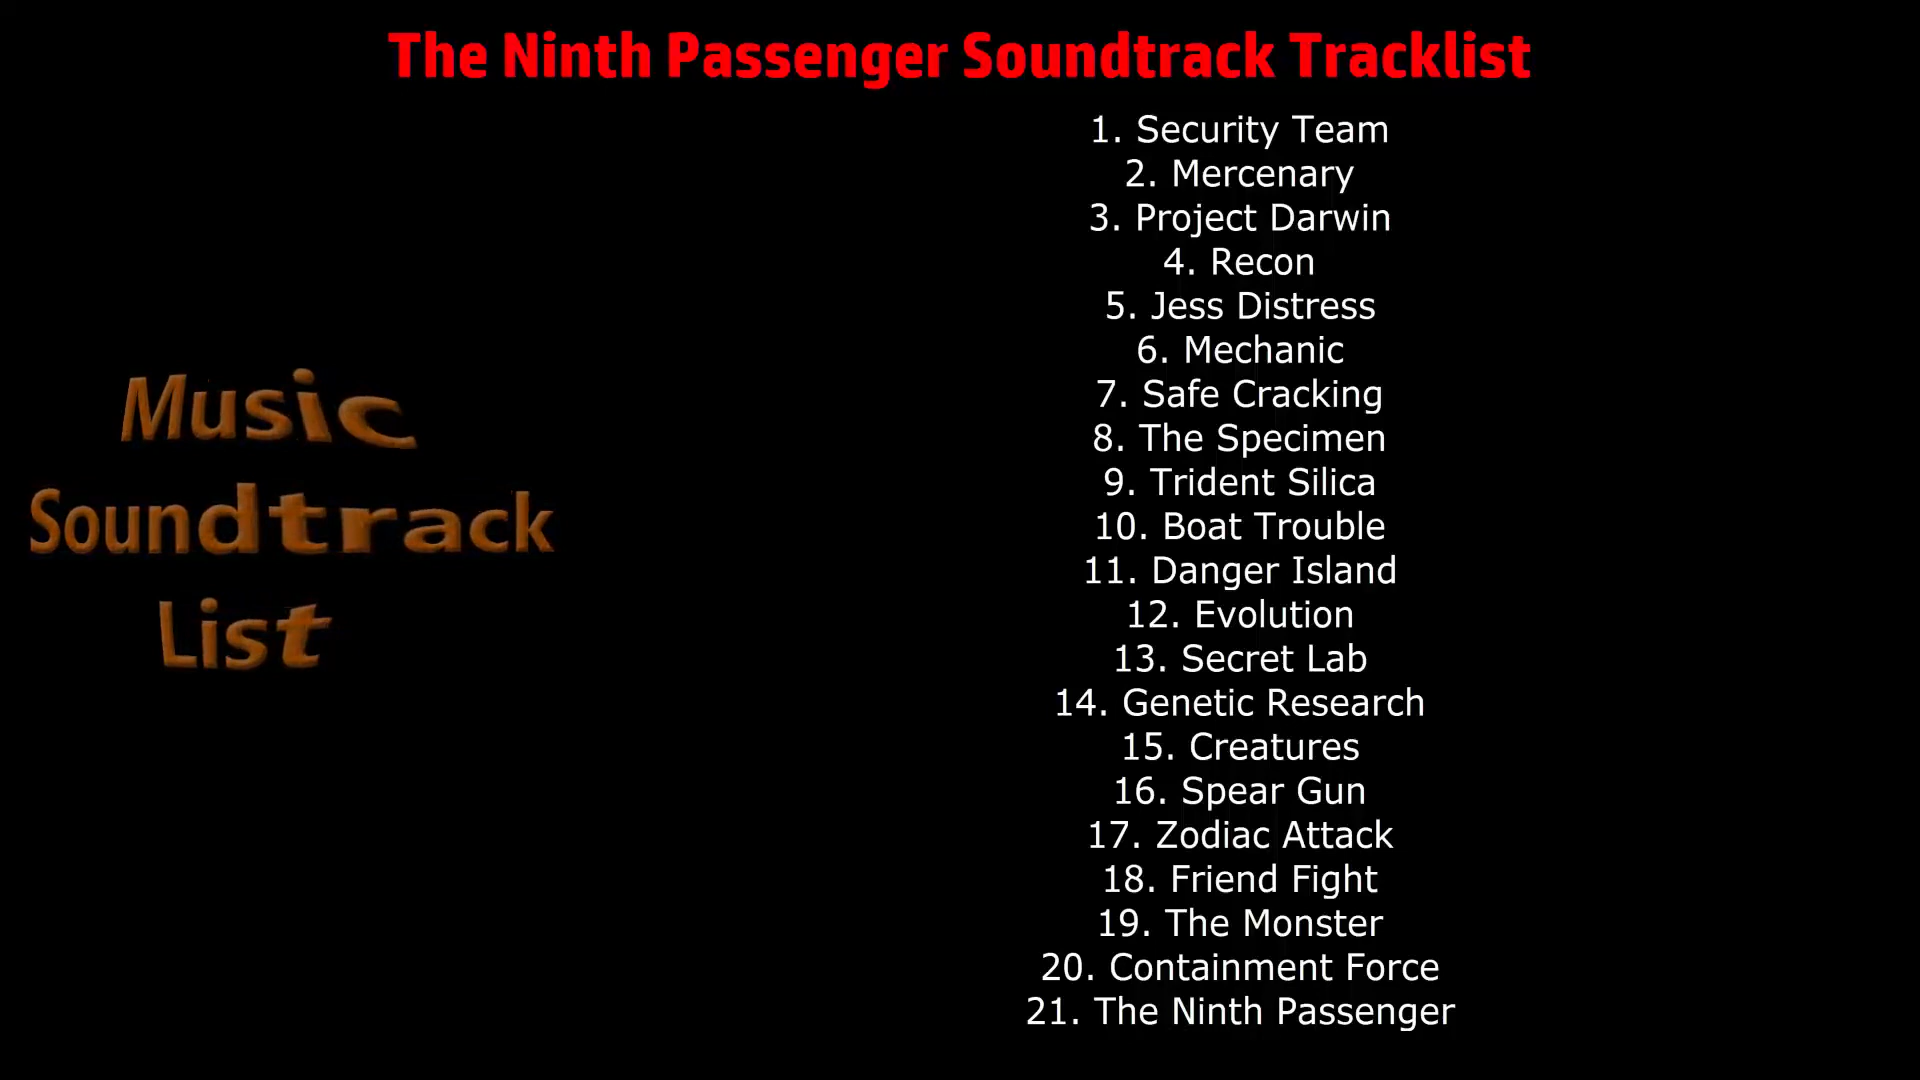 The Ninth Passenger Soundtrack Tracklist
Music
Soundtrack
List
1. Security Team
2. Mercenary
3. Project Darwin
4. Recon
5. Jess Distress
6. Mechanic
7. Safe Cracking
8. The Specimen
9. Trident Silica
10. Boat Trouble
11. Danger Island
12. Evolution
13. Secret Lab
14. Genetic Research
15. Creatures
16. Spear Gun
17. Zodiac Attack
18. Friend Fight
19. The Monster
20. Containment Force
21. The Ninth Passenger